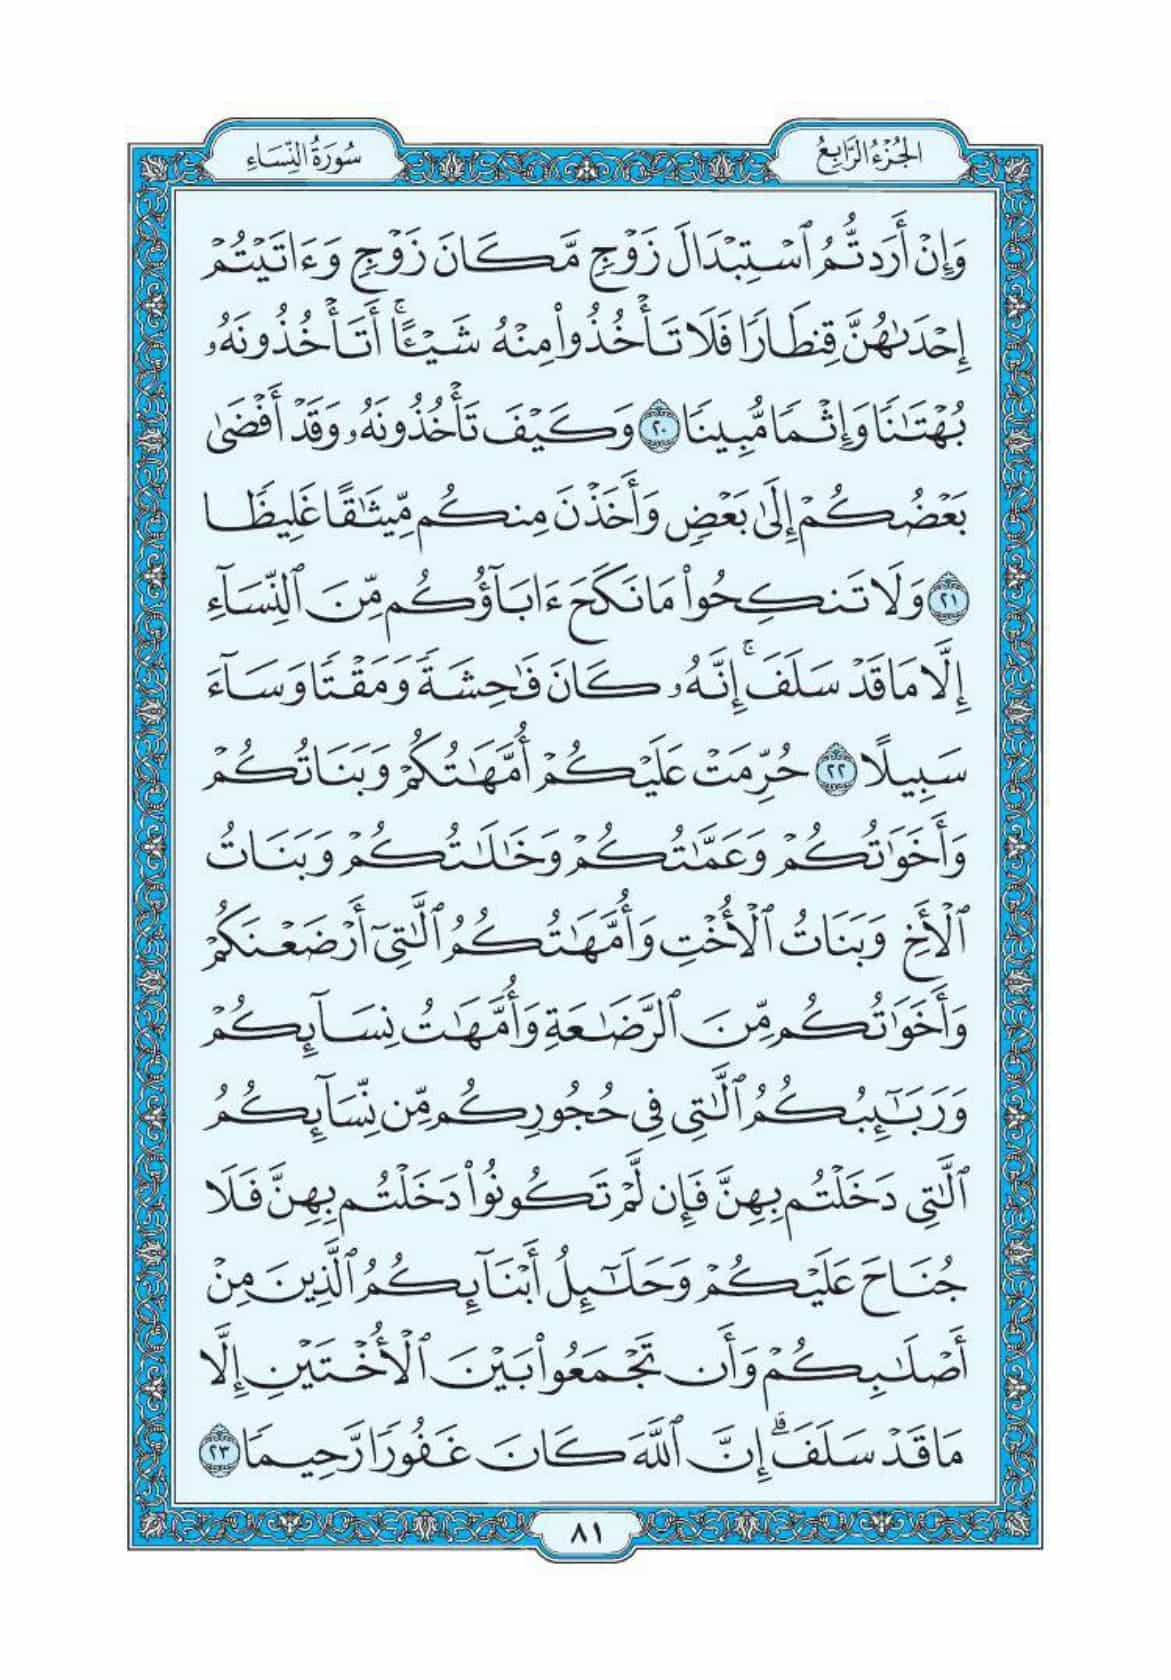 الجُزْءُ الرَّابِعُ
سُورَةُ النِّسَاءِ
وَإِنْ أَرَدتُّمُ ٱسۡتِبۡدَالَ زَوۡجٖ مَّكَانَ زَوۡجٖ وَءَاتَيۡتُمۡ
إِحۡدَىٰهُنَّ قِنطَارٗا فَلَا تَأۡخُذُواْ مِنۡهُ شَيۡـًٔاۚ أَتَأۡخُذُونَهُۥ
بُهۡتَٰنٗا وَإِثۡمٗا مُّبِينٗا ٢٠ وَكَيۡفَ تَأۡخُذُونَهُۥ وَقَدۡ أَفۡضَىٰ
بَعۡضُكُمۡ إِلَىٰ بَعۡضٖ وَأَخَذۡنَ مِنكُم مِّيثَٰقًا غَلِيظٗا
٢١ وَلَا تَنكِحُواْ مَا نَكَحَ ءَابَآؤُكُم مِّنَ ٱلنِّسَآءِ
إِلَّا مَا قَدۡ سَلَفَۚ إِنَّهُۥ كَانَ فَٰحِشَةٗ وَمَقۡتٗا وَسَآءَ
سَبِيلًا ٢٢ حُرِّمَتۡ عَلَيۡكُمۡ أُمَّهَٰتُكُمۡ وَبَنَاتُكُمۡ
وَأَخَوَٰتُكُمۡ وَعَمَّٰتُكُمۡ وَخَٰلَٰتُكُمۡ وَبَنَاتُ
ٱلۡأَخِ وَبَنَاتُ ٱلۡأُخۡتِ وَأُمَّهَٰتُكُمُ ٱلَّٰتِيٓ أَرۡضَعۡنَكُمۡ
وَأَخَوَٰتُكُم مِّنَ ٱلرَّضَٰعَةِ وَأُمَّهَٰتُ نِسَآئِكُمۡ
وَرَبَٰٓئِبُكُمُ ٱلَّٰتِي فِي حُجُورِكُم مِّن نِّسَآئِكُمُ
ٱلَّٰتِي دَخَلۡتُم بِهِنَّ فَإِن لَّمۡ تَكُونُواْ دَخَلۡتُم بِهِنَّ فَلَا
جُنَاحَ عَلَيۡكُمۡ وَحَلَٰٓئِلُ أَبۡنَآئِكُمُ ٱلَّذِينَ مِنۡ
أَصۡلَٰبِكُمۡ وَأَن تَجۡمَعُواْ بَيۡنَ ٱلۡأُخۡتَيۡنِ إِلَّا
مَا قَدۡ سَلَفَۗ إِنَّ ٱللَّهَ كَانَ غَفُورٗا رَّحِيمٗا ٢٣
٨١